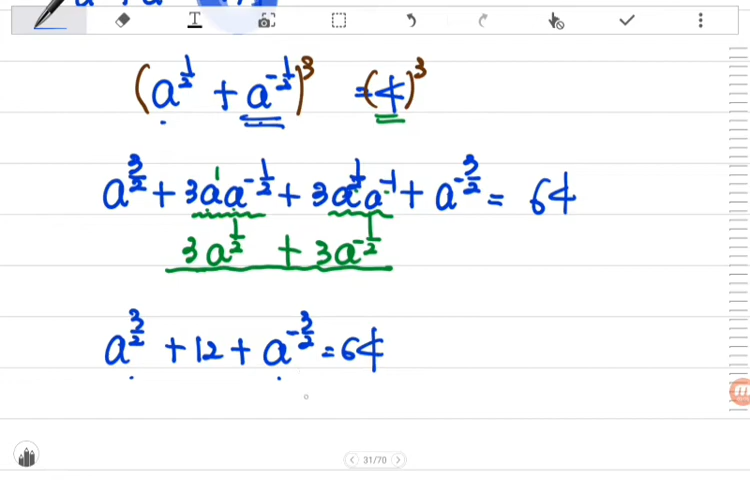 (a^{1/2} + a^{-1/2})^3 = (4)^3
a^{3/2} + 3a^1a^{-1/2} + 3a^{1/2}a^{-1} + a^{-3/2} = 64
3a^{1/2} + 3a^{-1/2}
a^{3/2} + 12 + a^{-3/2} = 64
31/70